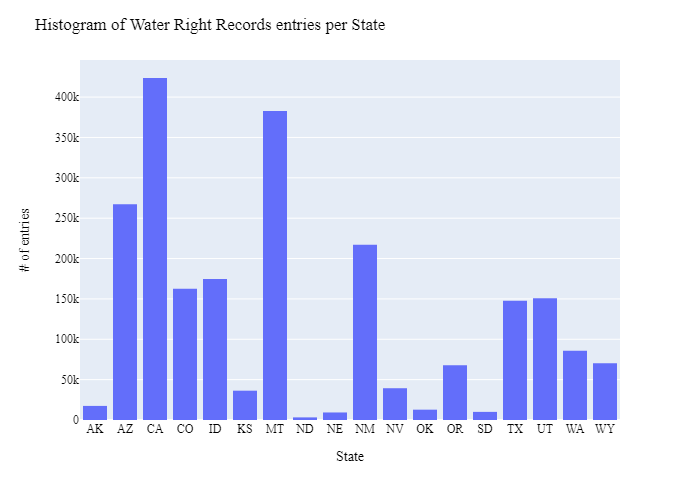 Histogram of Water Right Records entries per State
# of entries
400k
350k
300k
250k
200k
150k
100k
50k
0
AK AZ CA CO ID KS MT ND NE NM NV OK OR SD TX UT WA WY
State